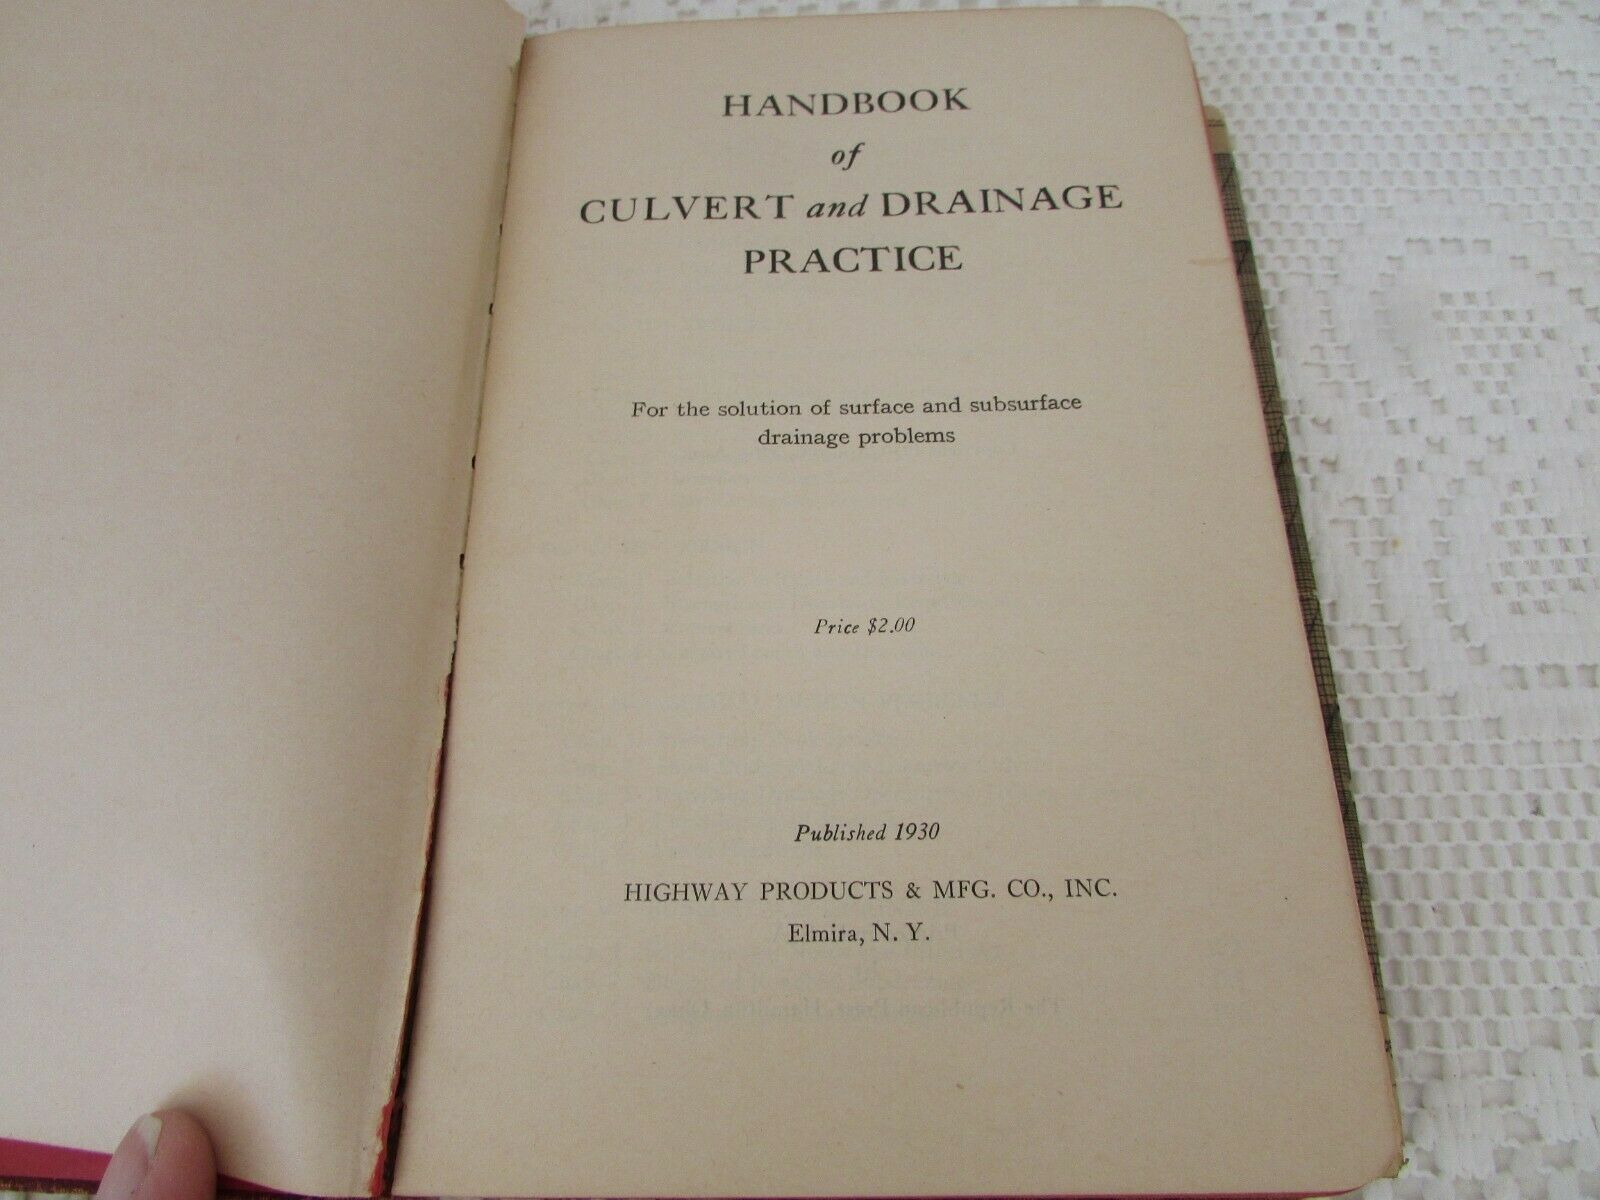 HANDBOOK
of
CULVERT and DRAINAGE
PRACTICE
For the solution of surface and subsurface
drainage problems
Price $2.00
Published 1930
HIGHWAY PRODUCTS & MFG. CO., INC.
Elmira, N. Y.